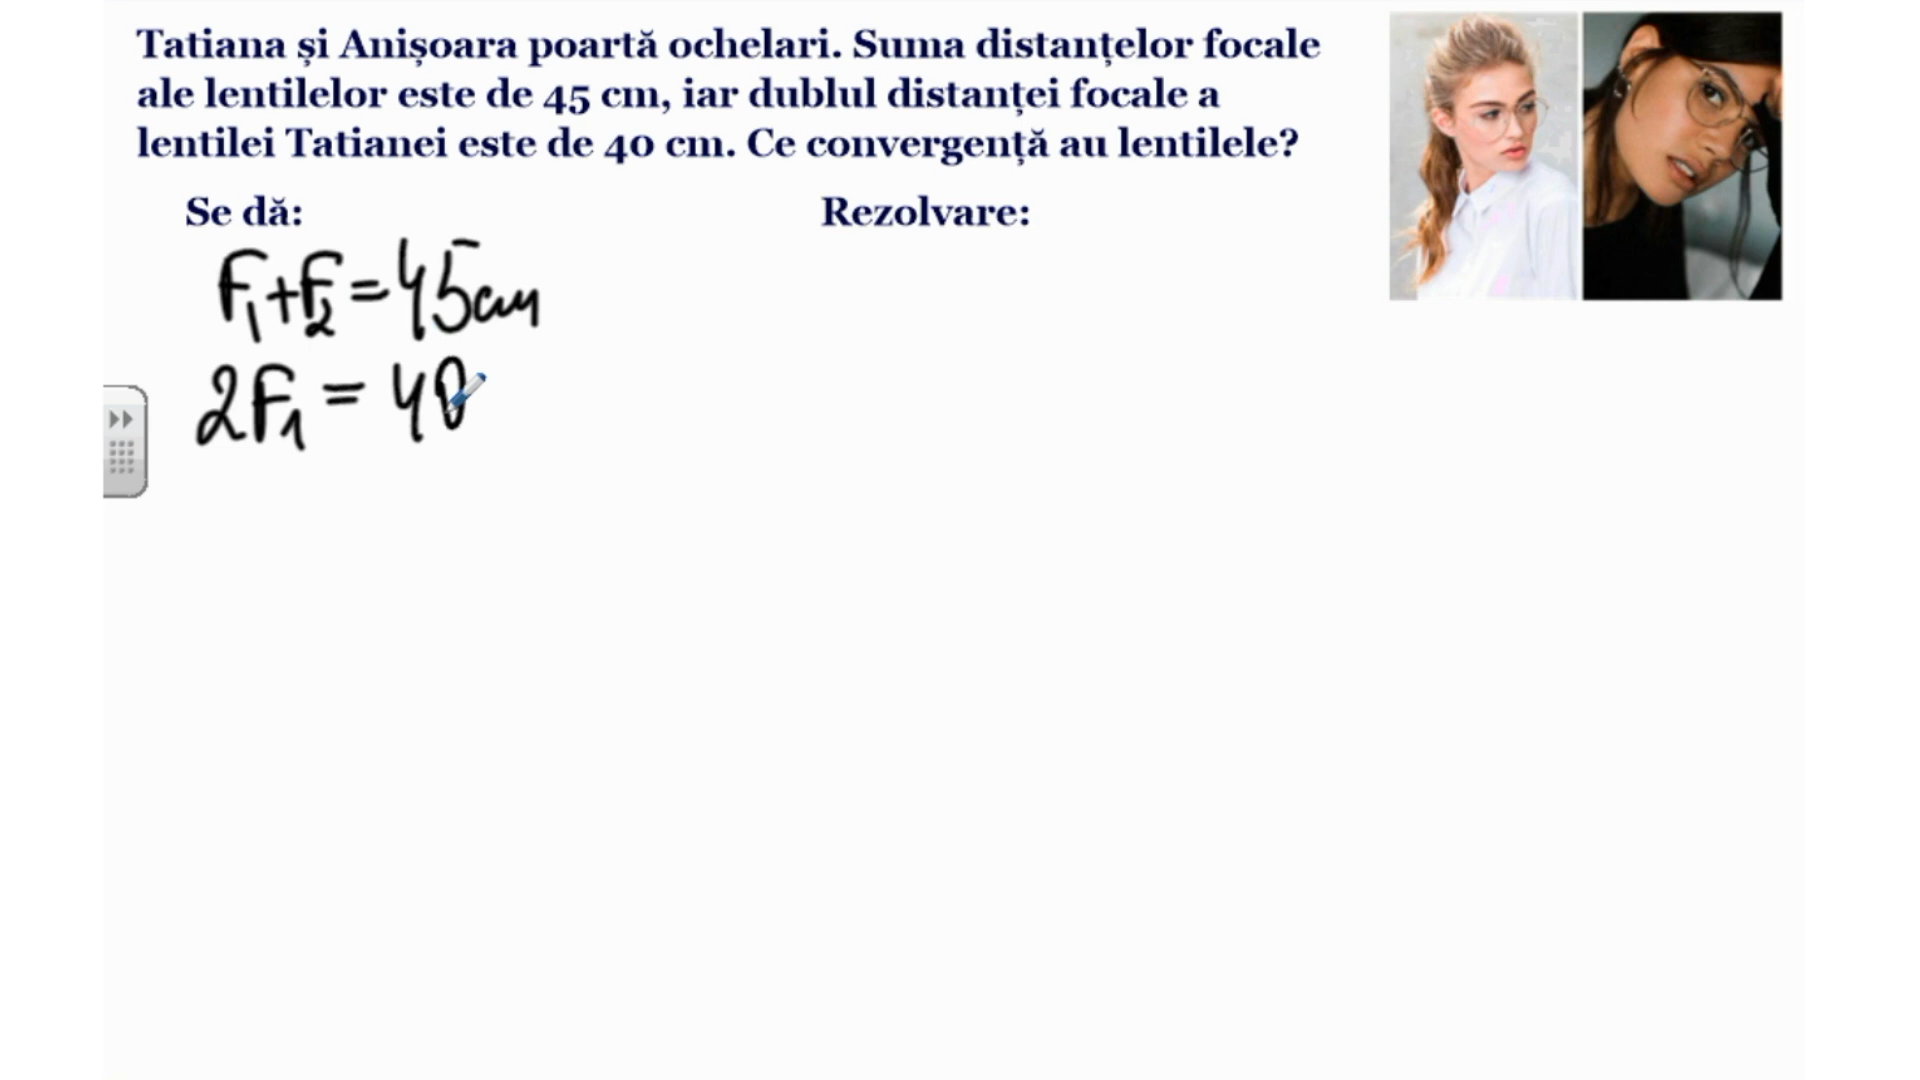 Tatiana și Anișoara poartă ochelari. Suma distanțelor focale
ale lentilelor este de 45 cm, iar dublul distanței focale a
lentilei Tatianei este de 40 cm. Ce convergență au lentilele?
Se dă:
Rezolvare:
F₁+F₂=45cm
2F₁ = 40